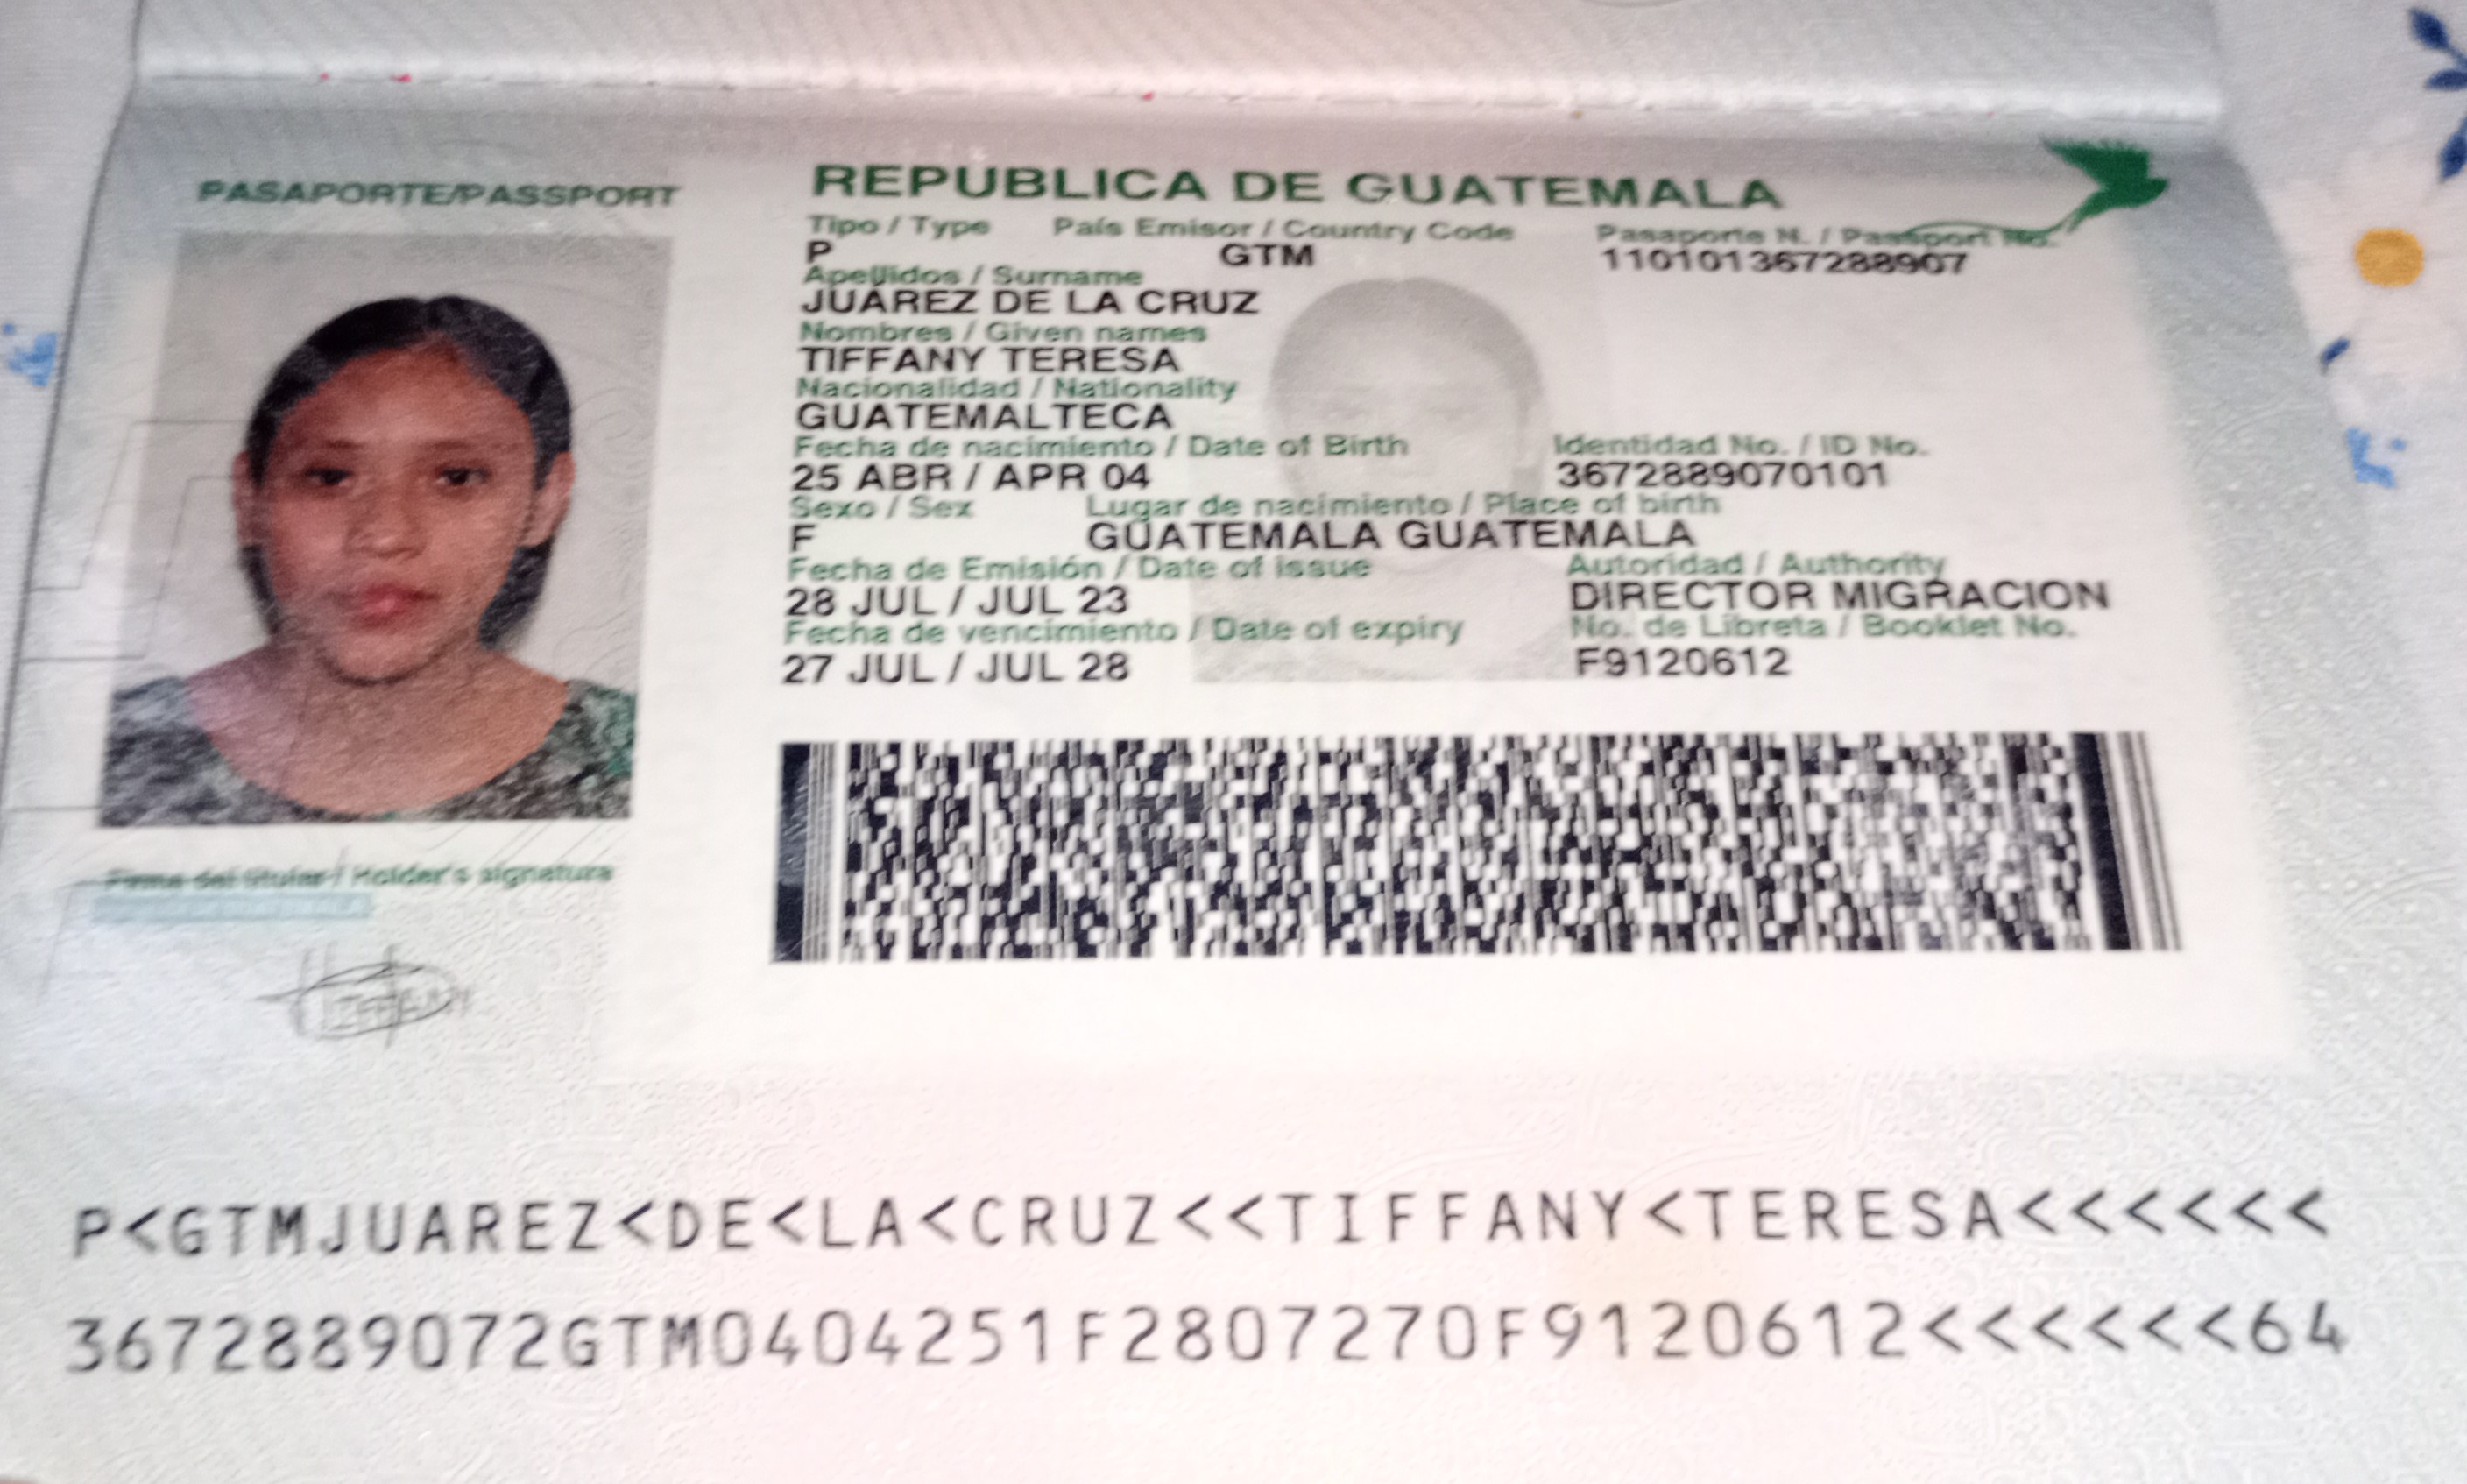 PASAPORTE/PASSPORT
REPUBLICA DE GUATEMALA
Tipo / Type País Emisor / Country Code Pasaporte N. / Passport No.
P GTM 110101367288907
Apellidos / Surname
JUÁREZ DE LA CRUZ
Nombres / Given names
TIFFANY TERESA
Nacionalidad / Nationality
GUATEMALTECA
Fecha de nacimiento / Date of Birth Identidad No. / ID No.
25 ABR / APR 04 3672889070101
Sexo / Sex Lugar de nacimiento / Place of birth
F GUATEMALA GUATEMALA
Fecha de Emisión / Date of issue Autoridad / Authority
28 JUL / JUL 23 DIRECTOR MIGRACION
Fecha de vencimiento / Date of expiry No. de Libreta / Booklet No.
27 JUL / JUL 28 F9120612
Firma del titular / Holder's signature
TIFFANY
P<GTMJUAREZ<DE<LA<CRUZ<<TIFFANY<TERESA<<<<<<
3672889072GTM0404251F2807270F9120612<<<<<<64